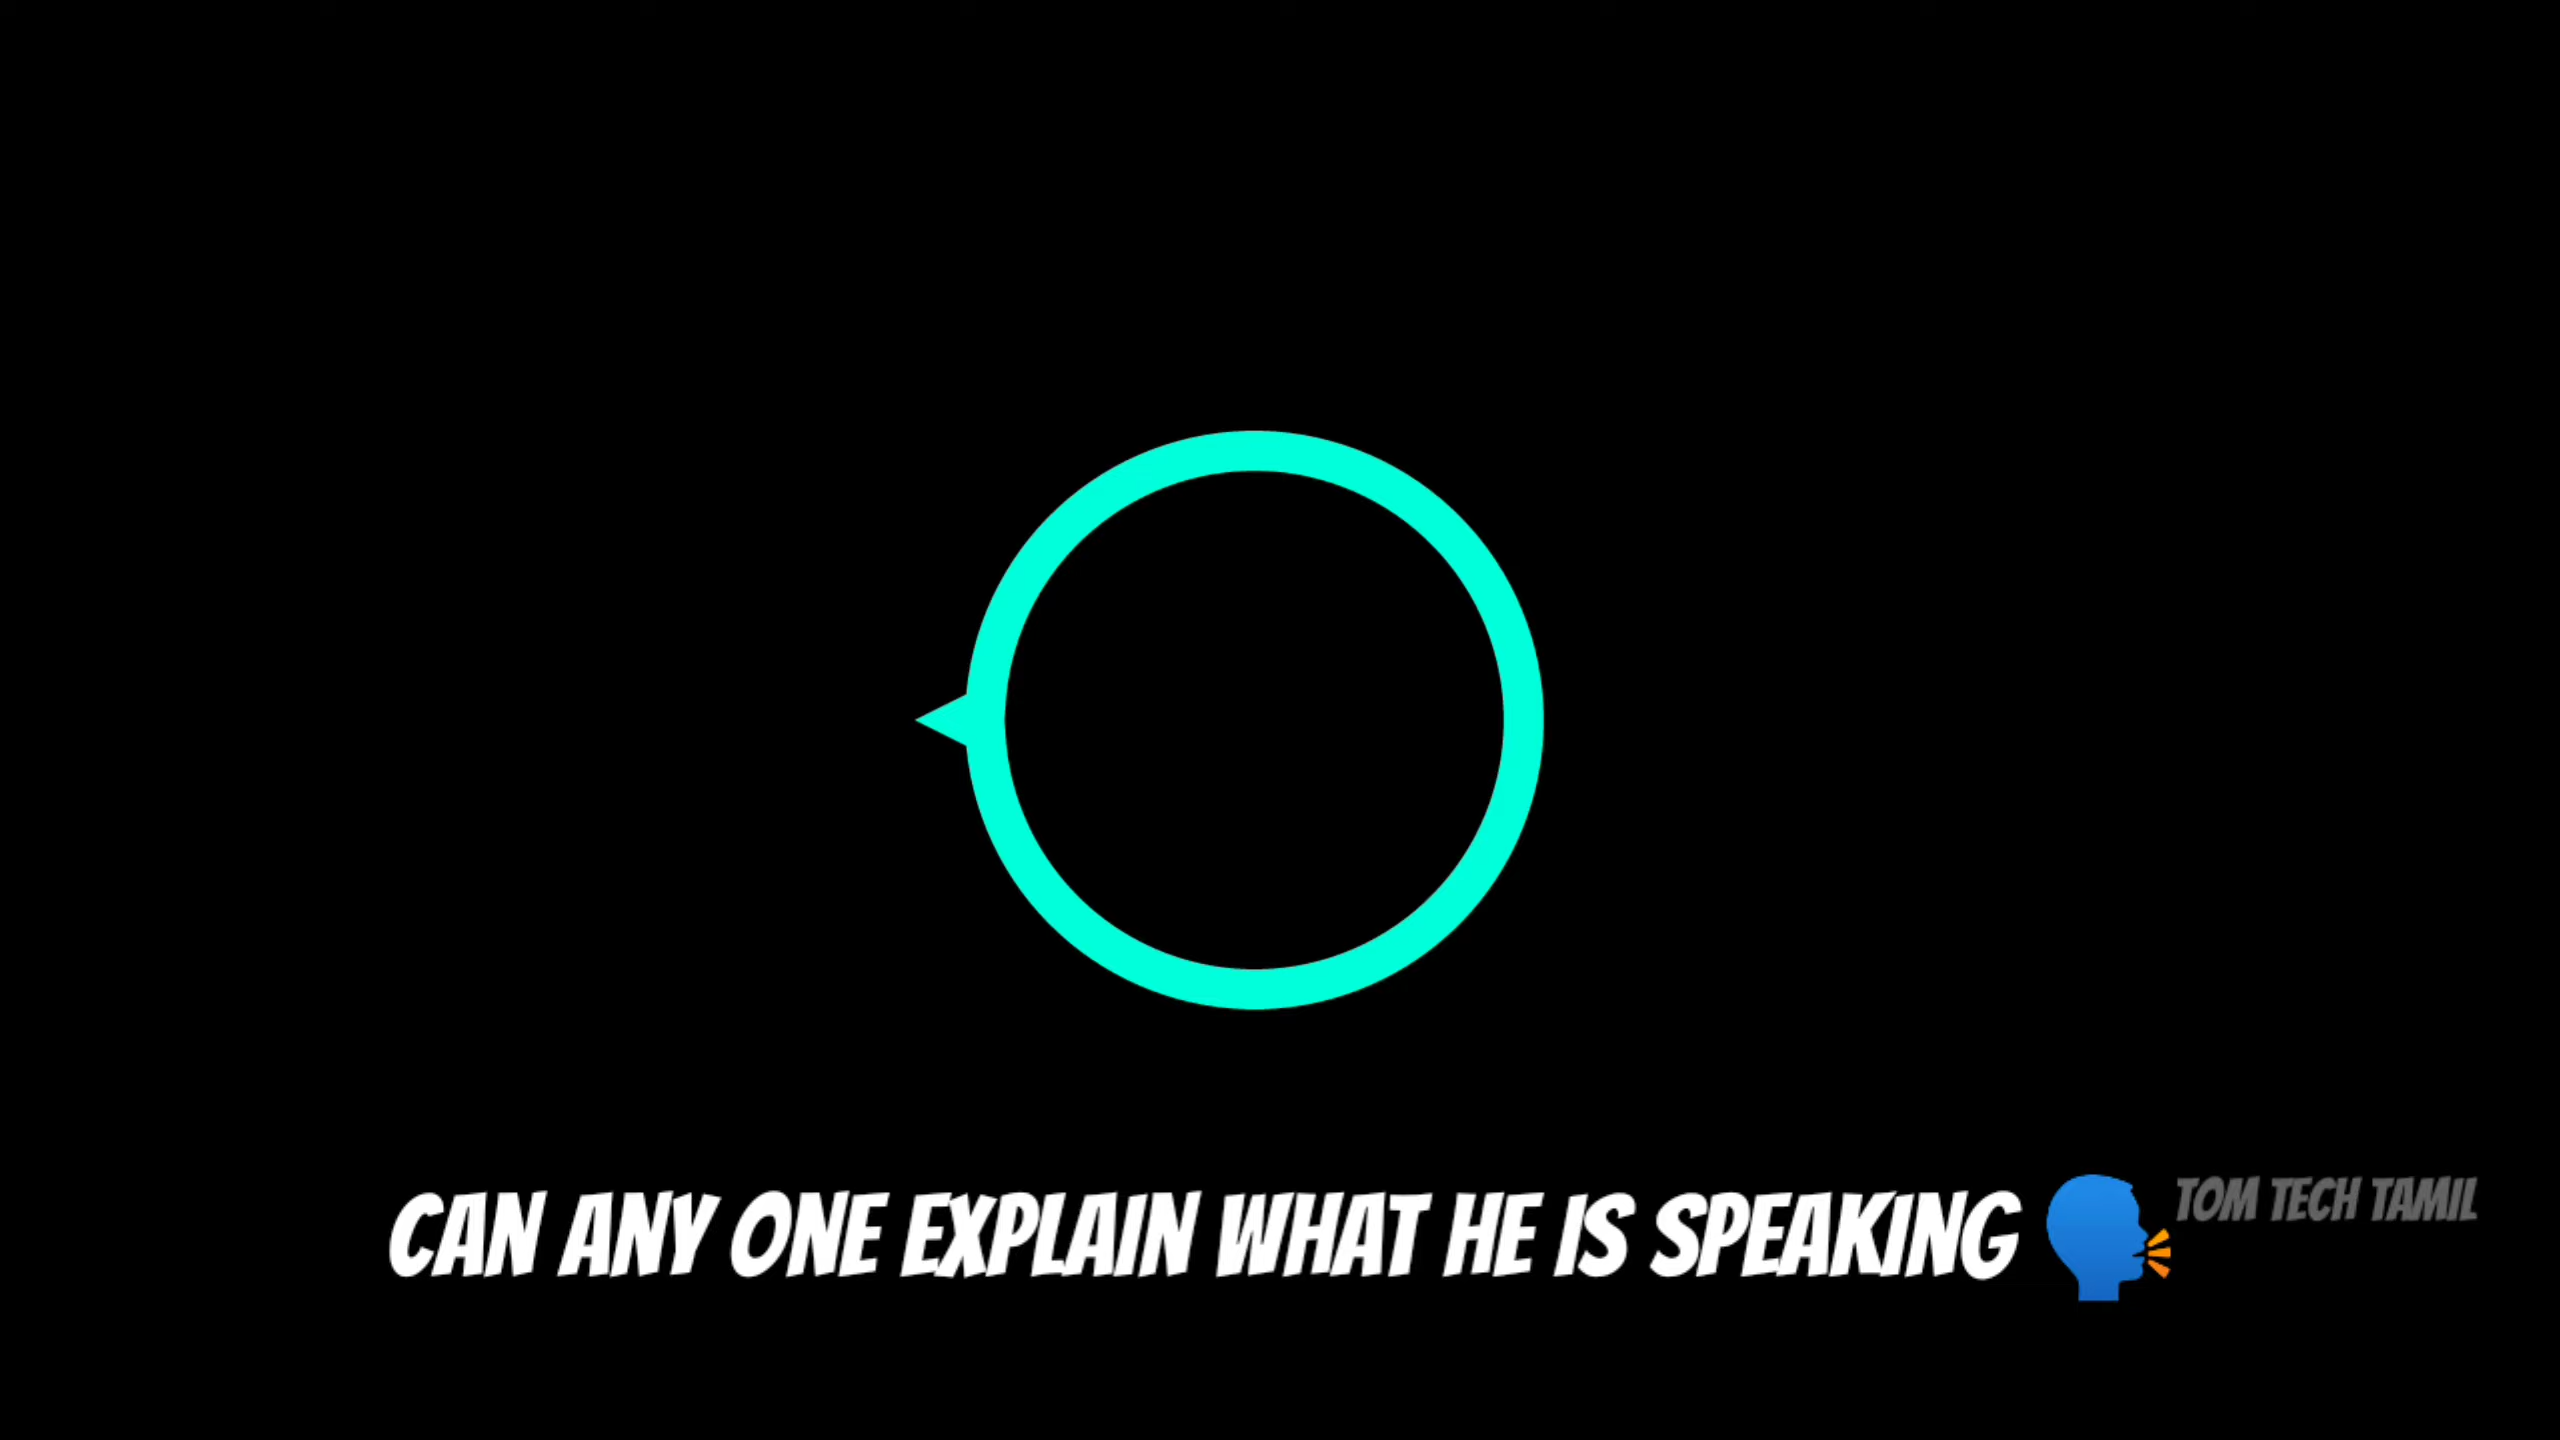 CAN ANY ONE EXPLAIN WHAT HE IS SPEAKING 🗣
TOM TECH TAMIL